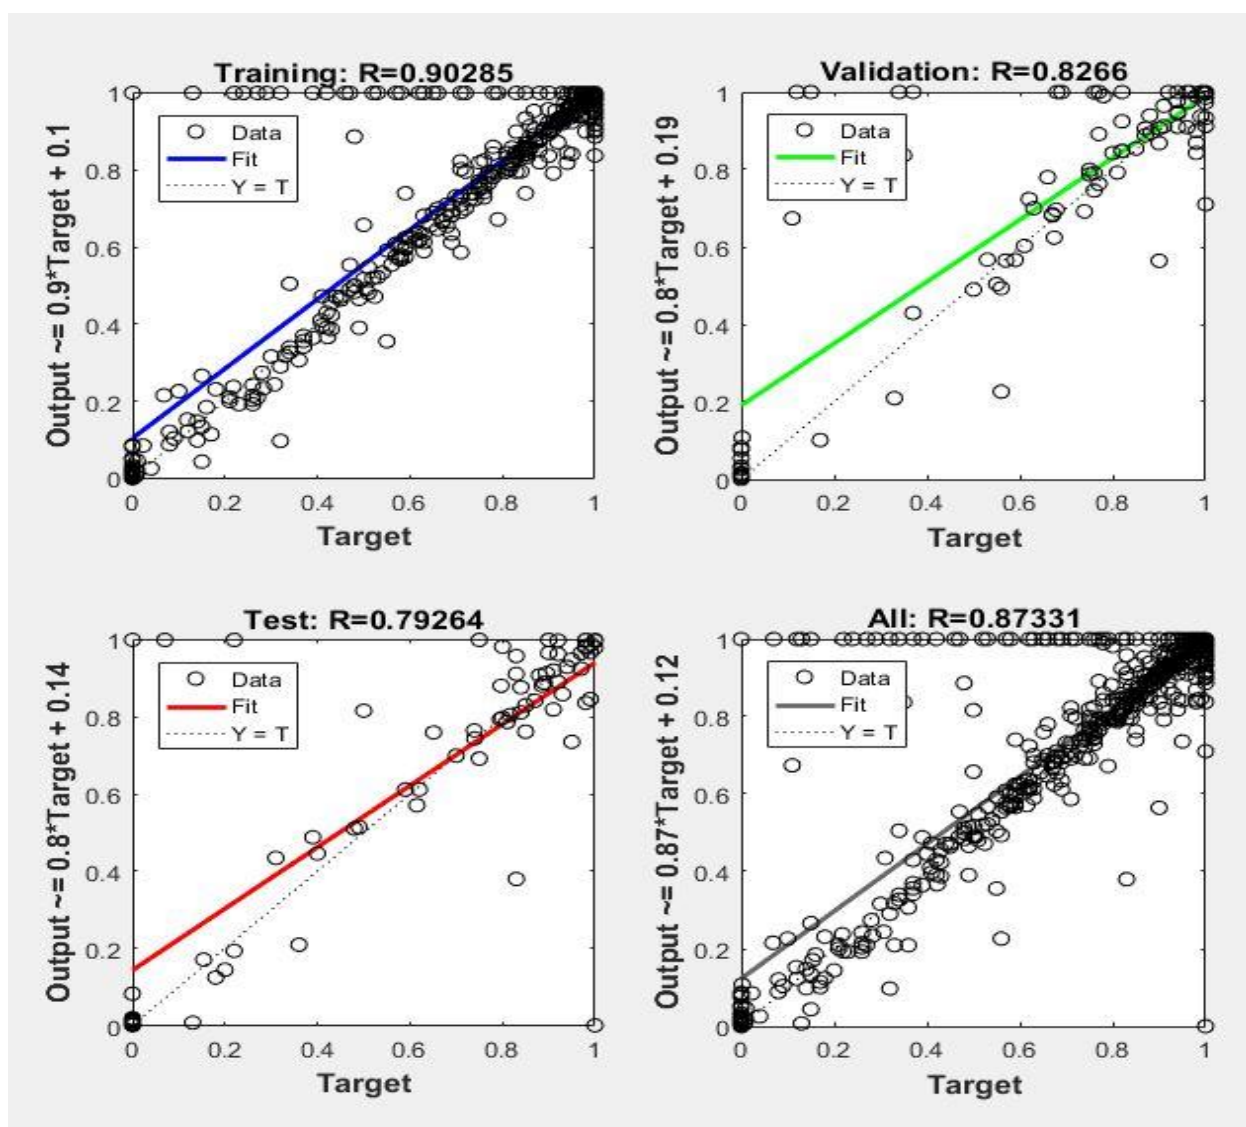 Training: R=0.90285
Output ~= 0.9*Target + 0.1
1
0.8
0.6
0.4
0.2
0
Data
Fit
Y = T
0 0.2 0.4 0.6 0.8 1
Target
Validation: R=0.8266
Output ~= 0.8*Target + 0.19
1
0.8
0.6
0.4
0.2
0
Data
Fit
Y = T
0 0.2 0.4 0.6 0.8 1
Target
Test: R=0.79264
Output ~= 0.8*Target + 0.14
1
0.8
0.6
0.4
0.2
0
Data
Fit
Y = T
0 0.2 0.4 0.6 0.8 1
Target
All: R=0.87331
Output ~= 0.87*Target + 0.12
1
0.8
0.6
0.4
0.2
0
Data
Fit
Y = T
0 0.2 0.4 0.6 0.8 1
Target